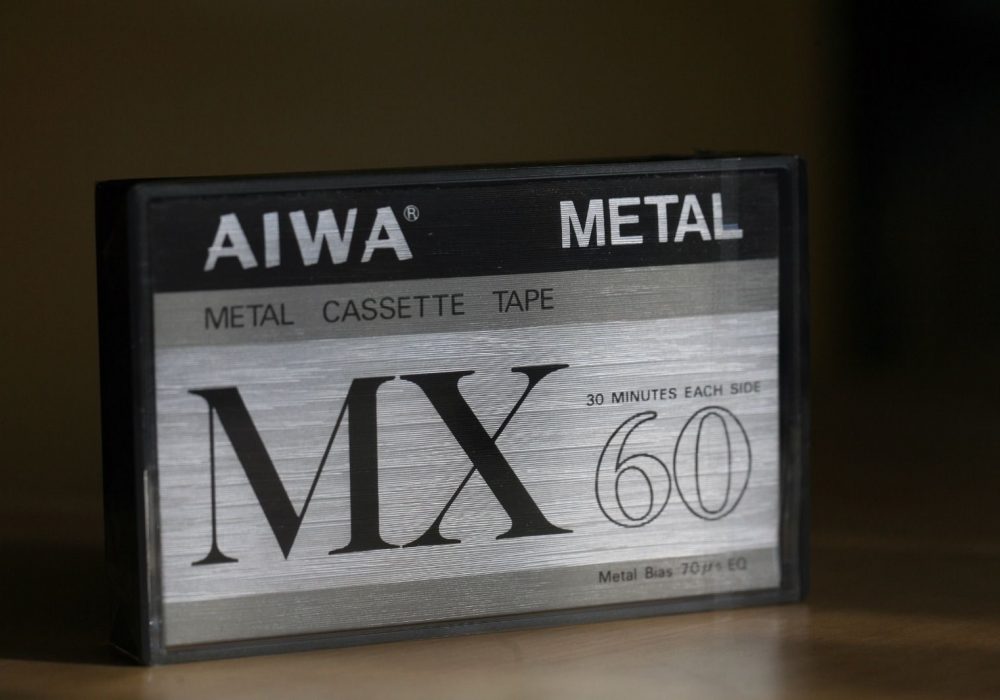 AIWA® METAL
METAL CASSETTE TAPE
MX 60
30 MINUTES EACH SIDE
Metal Bias 70μs EQ